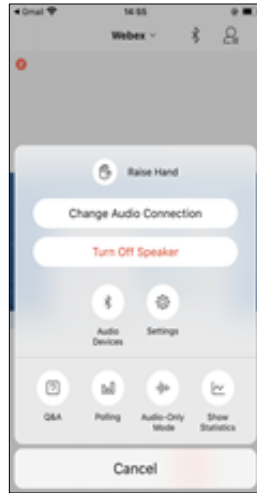 Gmail 14:55
Webex
Raise Hand
Change Audio Connection
Turn Off Speaker
Audio Devices
Settings
Q&A
Polling
Audio-Only Mode
Show Statistics
Cancel